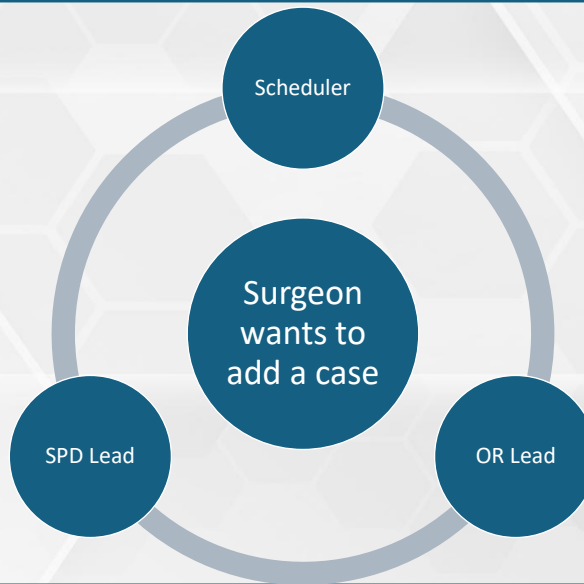 Scheduler
Surgeon
wants to
add a case
SPD Lead
OR Lead